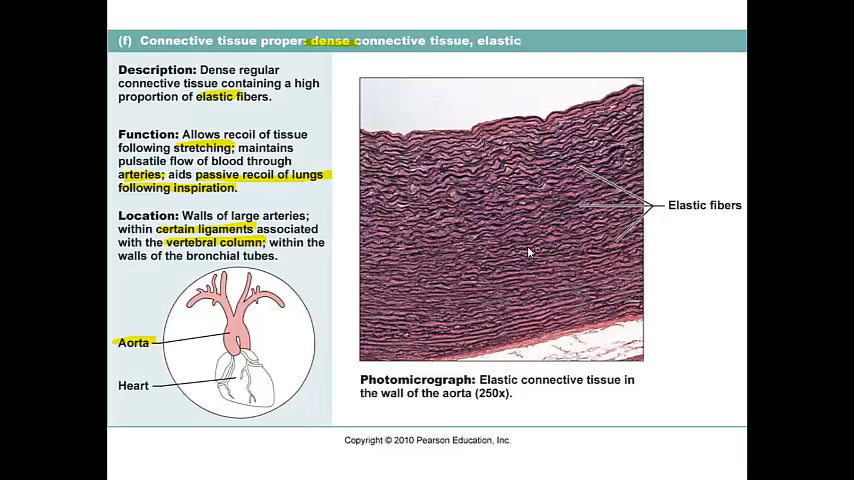 (f) Connective tissue proper: dense connective tissue, elastic
Description: Dense regular
connective tissue containing a high
proportion of elastic fibers.
Function: Allows recoil of tissue
following stretching; maintains
pulsatile flow of blood through
arteries; aids passive recoil of lungs
following inspiration.
Location: Walls of large arteries;
within certain ligaments associated
with the vertebral column; within the
walls of the bronchial tubes.
Aorta
Heart
Elastic fibers
Photomicrograph: Elastic connective tissue in
the wall of the aorta (250x).
Copyright © 2010 Pearson Education, Inc.